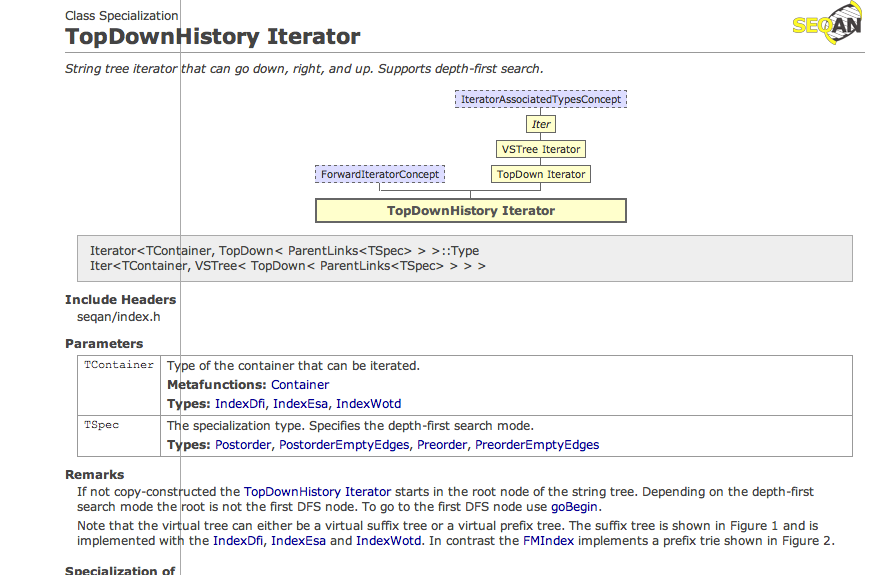 Class Specialization
TopDownHistory Iterator
SEQAN
String tree iterator that can go down, right, and up. Supports depth-first search.
IteratorAssociatedTypesConcept
Iter
VSTree Iterator
ForwardIteratorConcept
TopDown Iterator
TopDownHistory Iterator
Iterator<TContainer, TopDown< ParentLinks<TSpec> > >::Type
Iter<TContainer, VSTree< TopDown< ParentLinks<TSpec> > > >
Include Headers
seqan/index.h
Parameters
TContainer Type of the container that can be iterated.
Metafunctions: Container
Types: IndexDfi, IndexEsa, IndexWotd
TSpec The specialization type. Specifies the depth-first search mode.
Types: Postorder, PostorderEmptyEdges, Preorder, PreorderEmptyEdges
Remarks
If not copy-constructed the TopDownHistory Iterator starts in the root node of the string tree. Depending on the depth-first
search mode the root is not the first DFS node. To go to the first DFS node use goBegin.
Note that the virtual tree can either be a virtual suffix tree or a virtual prefix tree. The suffix tree is shown in Figure 1 and is
implemented with the IndexDfi, IndexEsa and IndexWotd. In contrast the FMIndex implements a prefix trie shown in Figure 2.
Specialization of